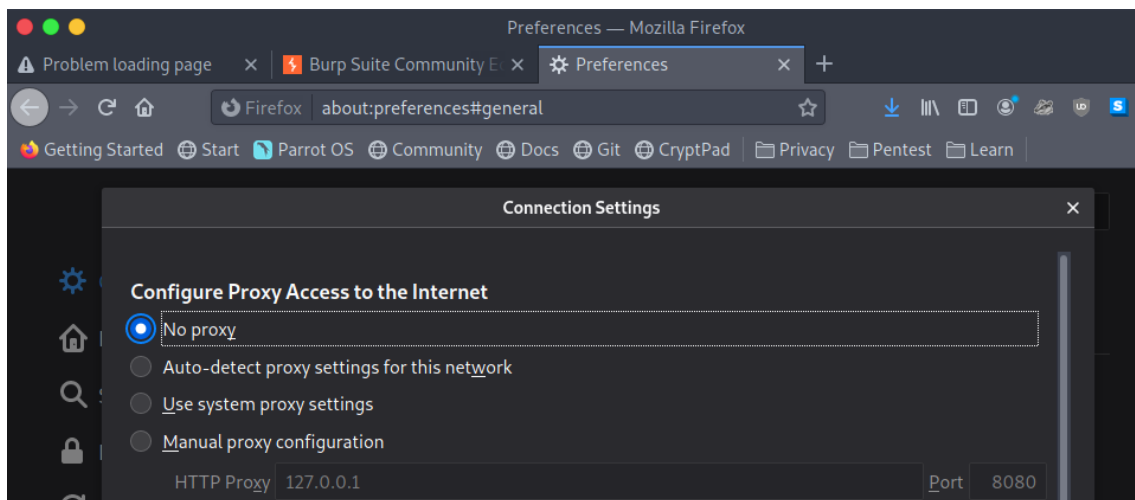 Preferences — Mozilla Firefox
Problem loading page Burp Suite Community E Preferences
Firefox about:preferences#general
Getting Started Start Parrot OS Community Docs Git CryptPad Privacy Pentest Learn
Connection Settings
Configure Proxy Access to the Internet
No proxy
Auto-detect proxy settings for this network
Use system proxy settings
Manual proxy configuration
HTTP Proxy 127.0.0.1 Port 8080